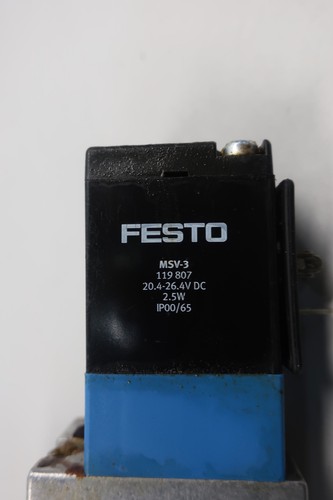 FESTO
MSV-3
119 807
20.4-26.4V DC
2.5W
IP00/65